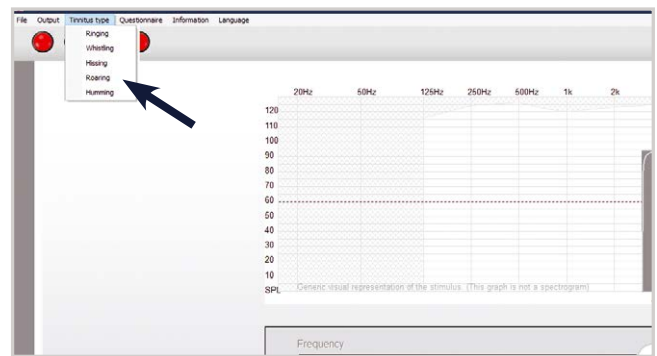 File Output Tinnitus type Questionnaire Information Language
Ringing
Whistling
Hissing
Roaring
Humming
20Hz 50Hz 125Hz 250Hz 500Hz 1k 2k
120
110
100
90
80
70
60
50
40
30
20
10
SPL Generic visual representation of the stimulus. (This graph is not a spectrogram)
Frequency